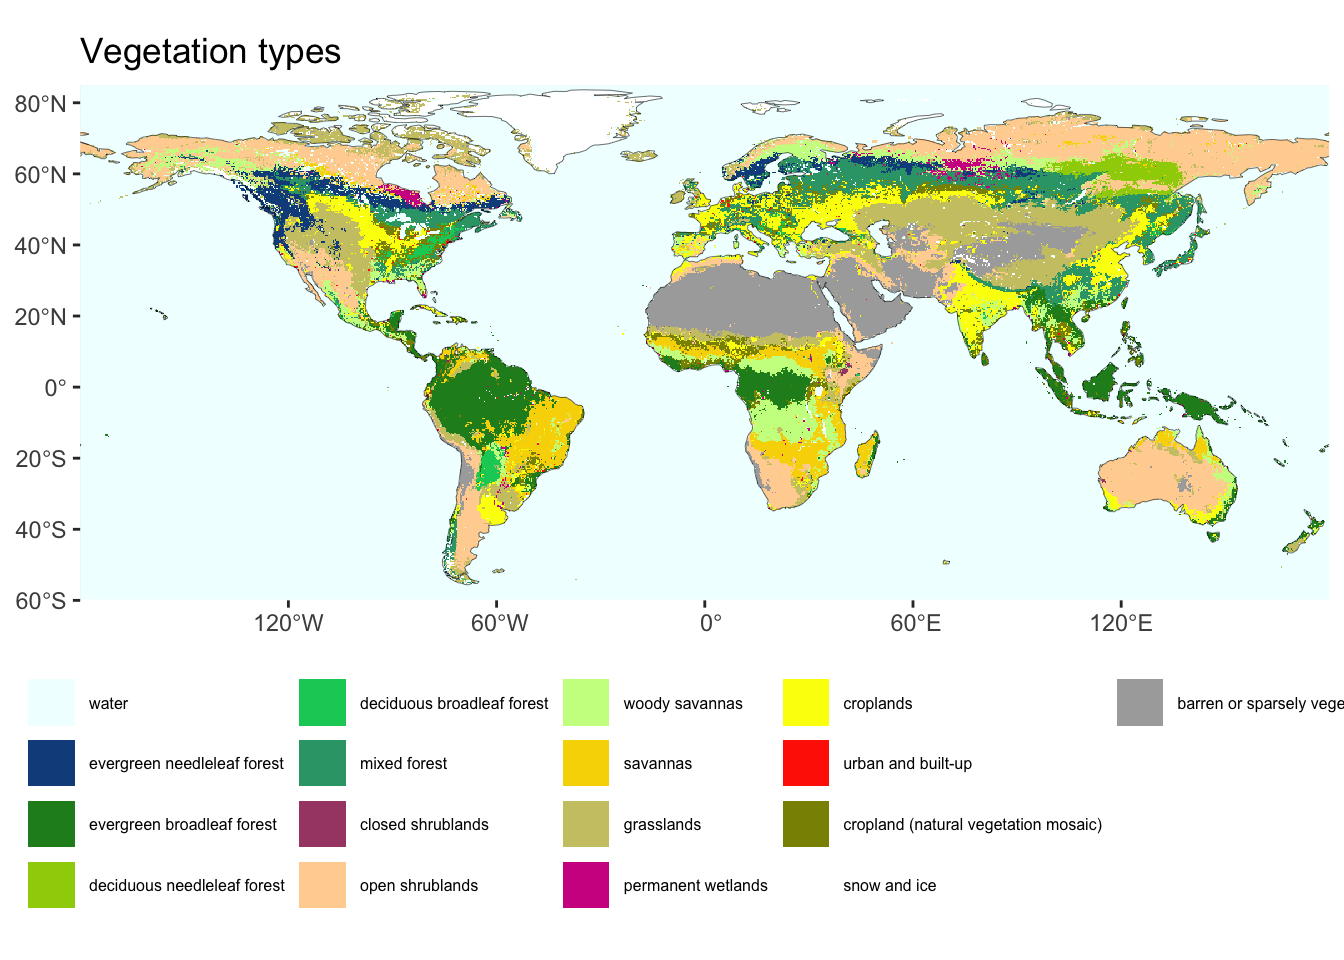 Vegetation types
80°N
60°N
40°N
20°N
0°
20°S
40°S
60°S
120°W
60°W
0°
60°E
120°E
water
deciduous broadleaf forest
woody savannas
croplands
barren or sparsely vege
evergreen needleleaf forest
mixed forest
savannas
urban and built-up
evergreen broadleaf forest
closed shrublands
grasslands
cropland (natural vegetation mosaic)
deciduous needleleaf forest
open shrublands
permanent wetlands
snow and ice